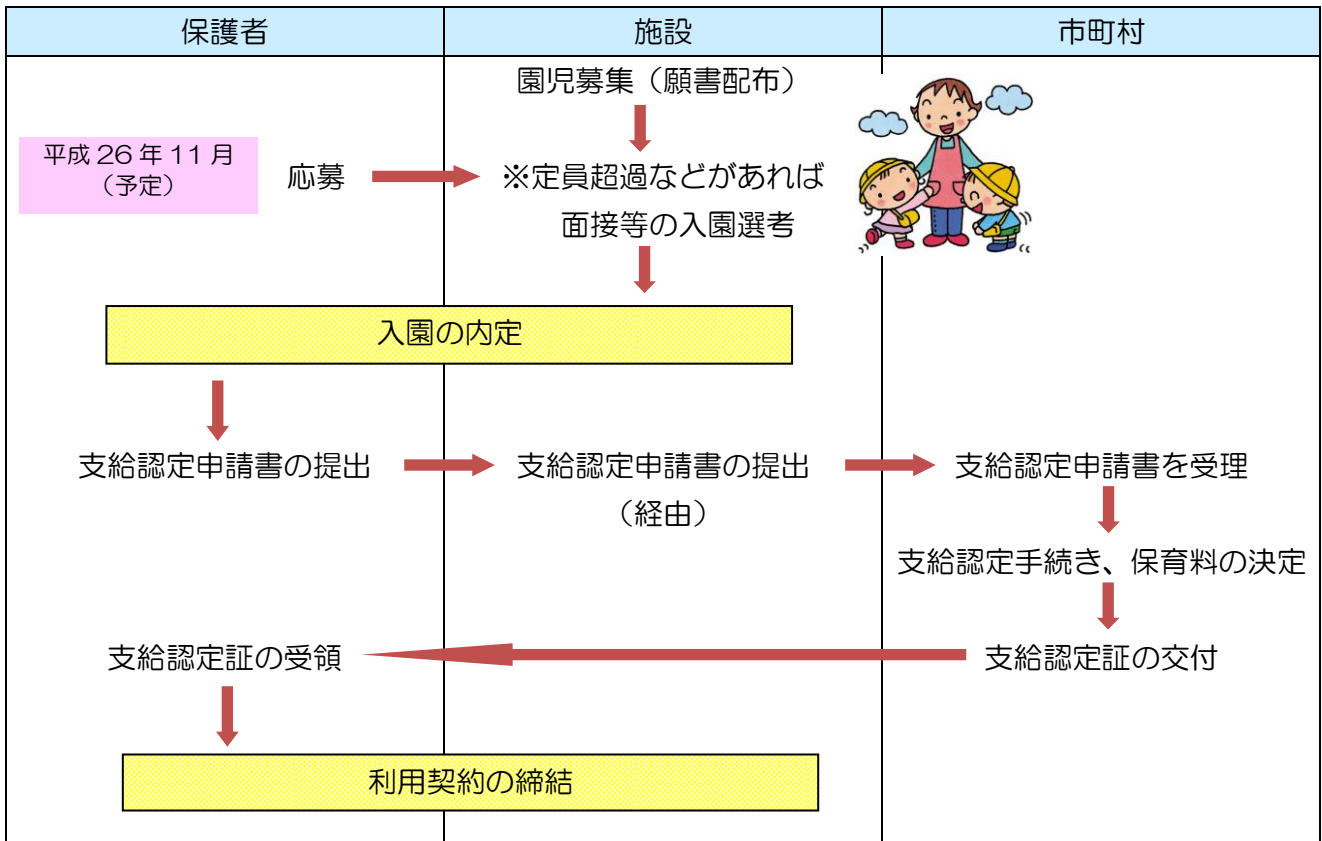 保護者
施設
市町村
園児募集（願書配布）
平成 26 年 11 月
（予定）
応募
※定員超過などがあれば
面接等の入園選考
入園の内定
支給認定申請書の提出
支給認定申請書の提出
（経由）
支給認定申請書を受理
支給認定手続き、保育料の決定
支給認定証の受領
支給認定証の交付
利用契約の締結